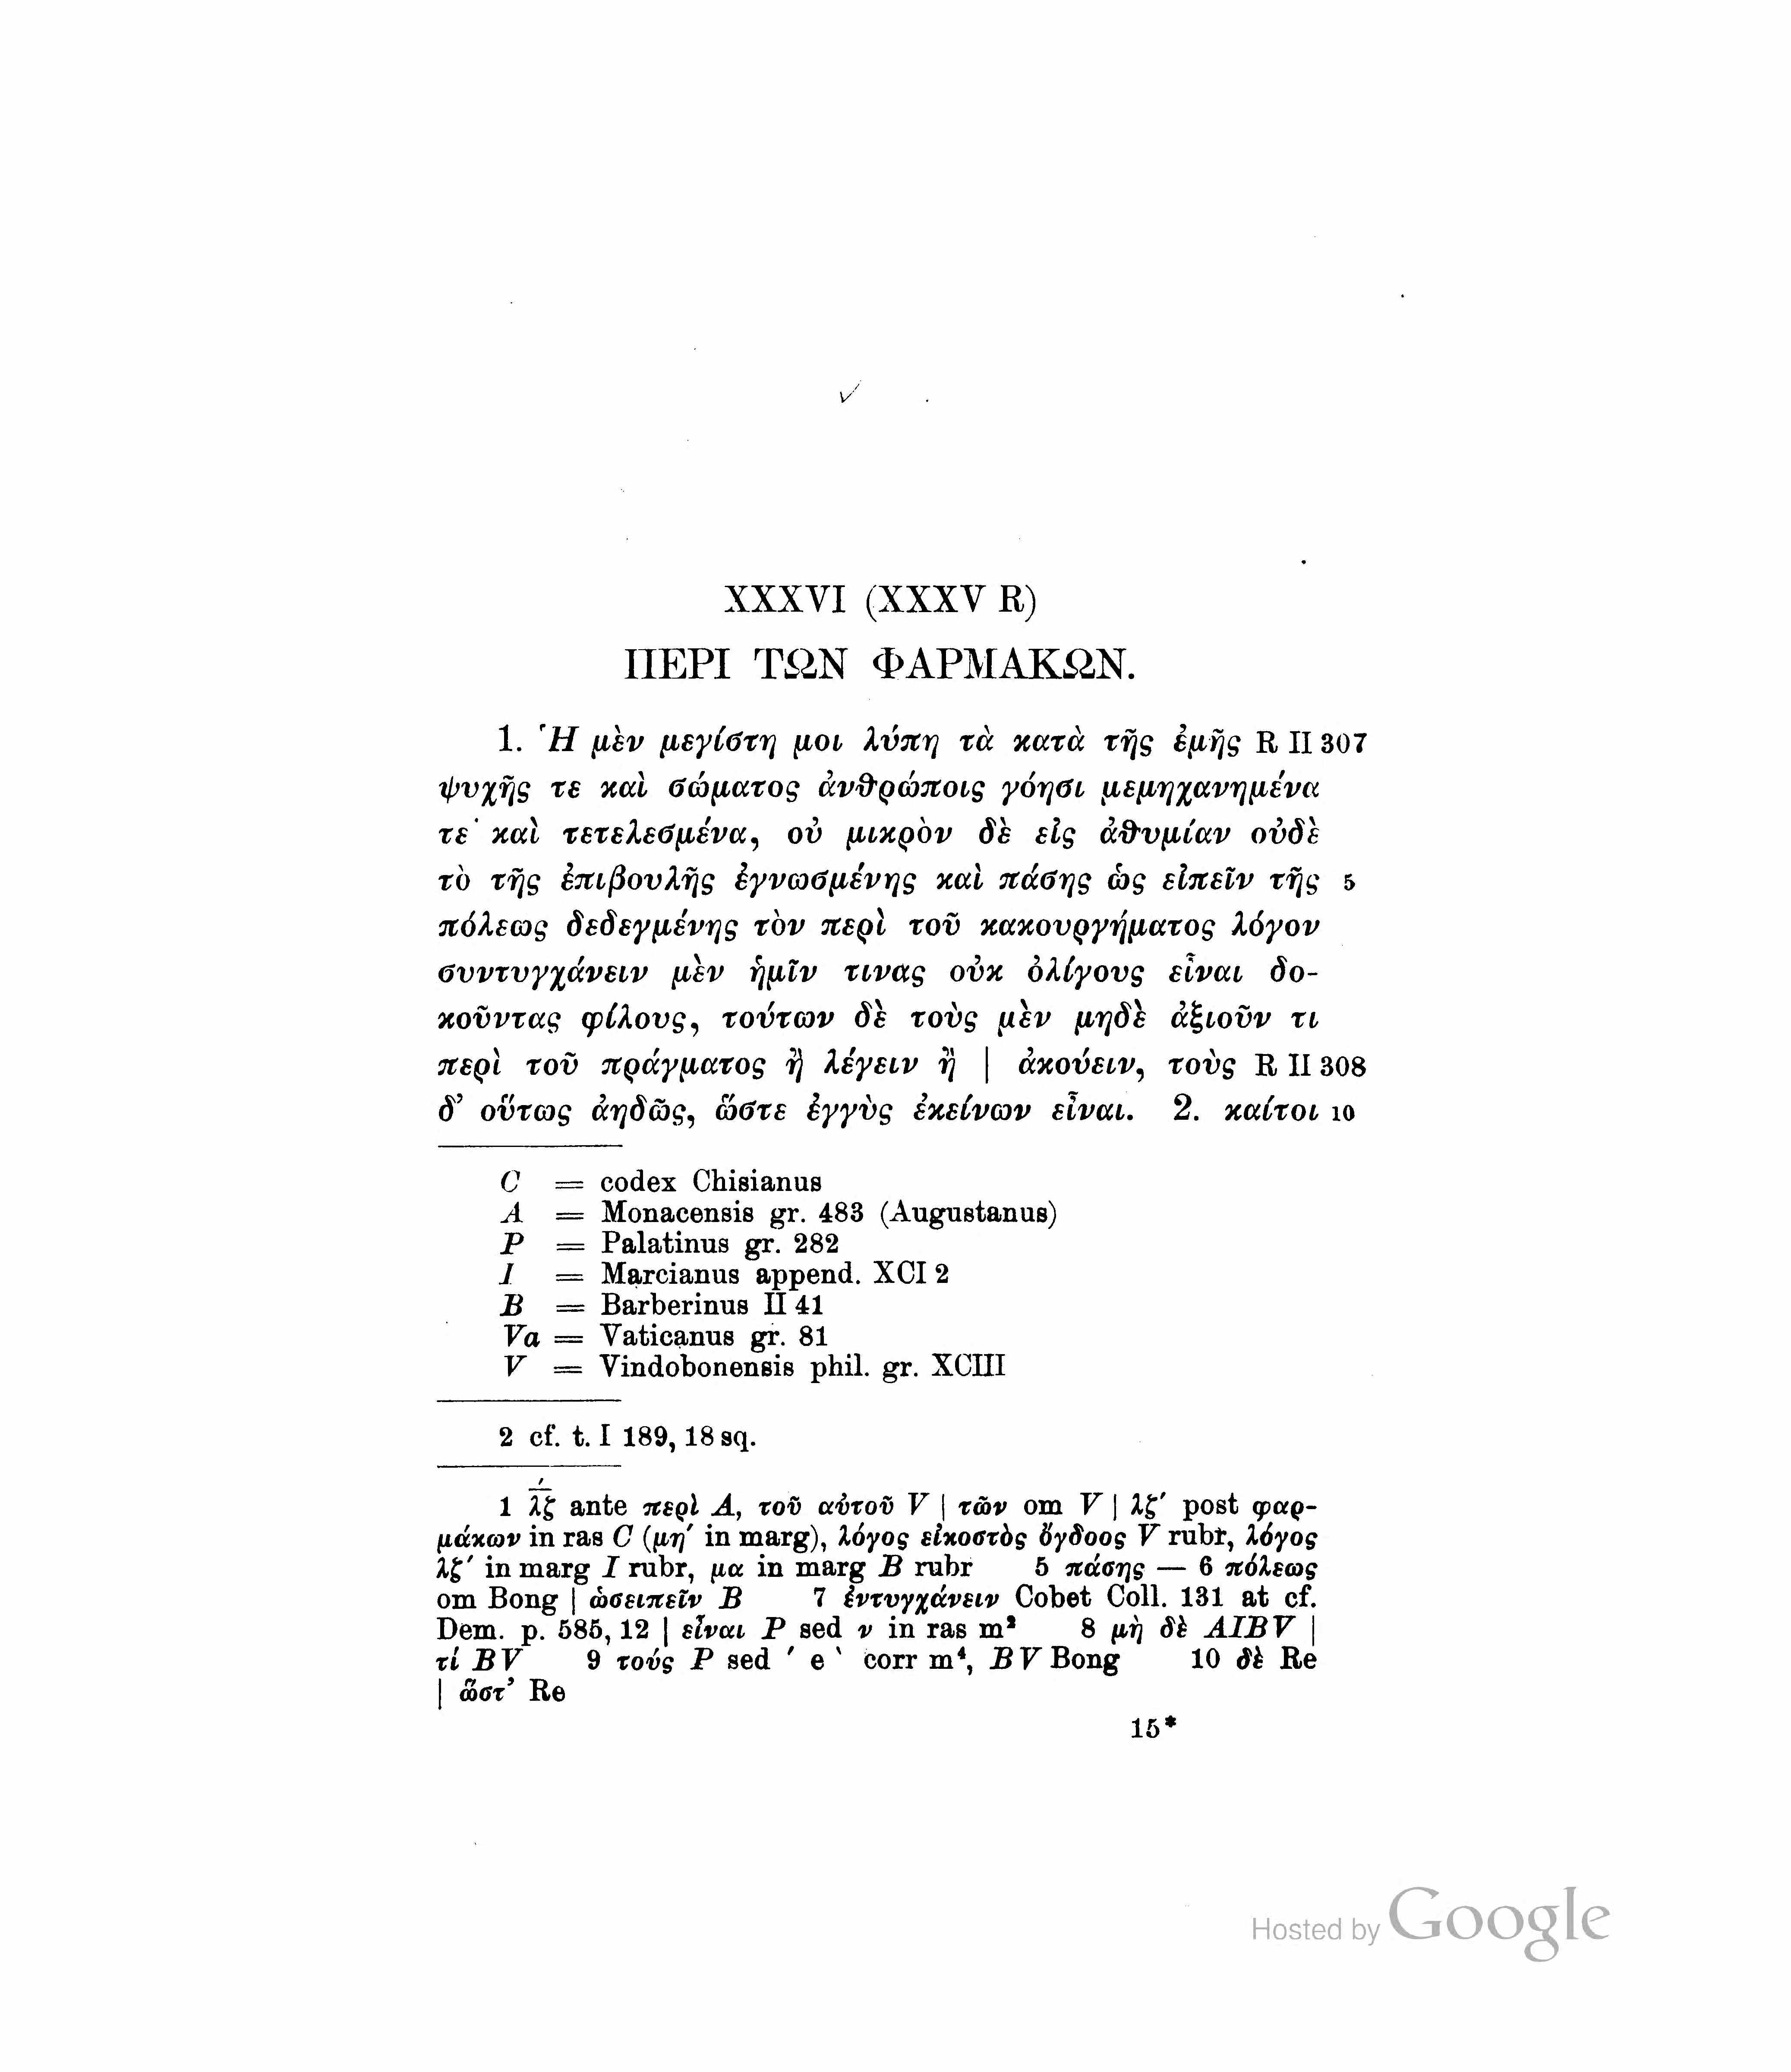 XXXVI (XXXV R)
ΠΕΡΙ ΤΩΝ ΦΑΡΜΑΚΩΝ.
1. Ἡ μὲν μεγίστη μοι λύπη τὰ κατὰ τῆς ἐμῆς R II 307
ψυχῆς τε καὶ σώματος ἀνθρώποις γόησι μεμηχανημένα
τε καὶ τετελεσμένα, οὐ μικρὸν δὲ εἰς ἀθυμίαν οὐδὲ
τὸ τῆς ἐπιβουλῆς ἐγνωσμένης καὶ πάσης ὡς εἰπεῖν τῆς 5
πόλεως δεδεγμένης τὸν περὶ τοῦ κακουργήματος λόγον
συντυγχάνειν μὲν ἡμῖν τινας οὐκ ὀλίγους εἶναι δο-
κοῦντας φίλους, τούτων δὲ τοὺς μὲν μηδὲ ἀξιοῦν τι
περὶ τοῦ πράγματος ἢ λέγειν ἢ | ἀκούειν, τοὺς R II 308
δ’ οὕτως ἀηδῶς, ὥστε ἐγγὺς ἐκείνων εἶναι. 2. καίτοι 10
C = codex Chisianus
A = Monacensis gr. 483 (Augustanus)
P = Palatinus gr. 282
I = Marcianus append. XCI 2
B = Barberinus II 41
Va = Vaticanus gr. 81
V = Vindobonensis phil. gr. XCIII
2 cf. t. I 189, 18 sq.
1 λζ́ ante περὶ A, τοῦ αὐτοῦ V | τῶν om V | λζ′ post φαρ-
μάκων in ras C (μη′ in marg), λόγος εἰκοστὸς ὄγδοος V rubr, λόγος
λζ′ in marg I rubr, μα in marg B rubr 5 πάσης — 6 πόλεως
om Bong | ὡσειπεῖν B 7 ἐντυγχάνειν Cobet Coll. 131 at cf.
Dem. p. 585, 12 | εἶναι P sed ν in ras m² 8 μὴ δὲ AIBV |
τί BV 9 τούς P sed ′ e ‵ corr m⁴, BV Bong 10 δὲ Re
| ὥστ’ Re
15*
Hosted by Google